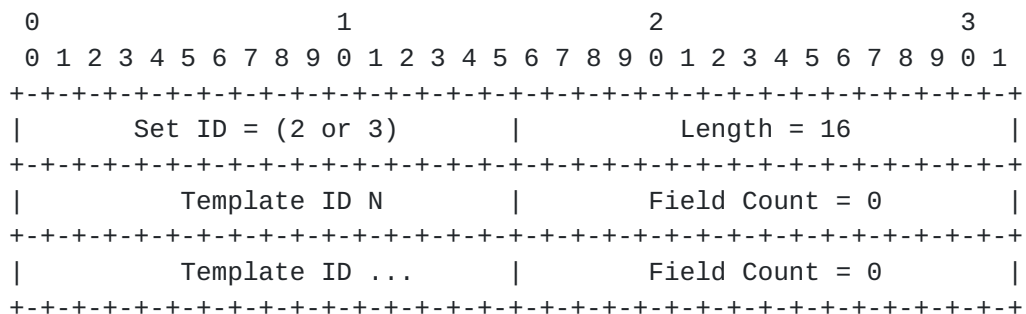 0                   1                   2                   3
 0 1 2 3 4 5 6 7 8 9 0 1 2 3 4 5 6 7 8 9 0 1 2 3 4 5 6 7 8 9 0 1
+-+-+-+-+-+-+-+-+-+-+-+-+-+-+-+-+-+-+-+-+-+-+-+-+-+-+-+-+-+-+-+-+
|       Set ID = (2 or 3)       |          Length = 16          |
+-+-+-+-+-+-+-+-+-+-+-+-+-+-+-+-+-+-+-+-+-+-+-+-+-+-+-+-+-+-+-+-+
|          Template ID N        |        Field Count = 0        |
+-+-+-+-+-+-+-+-+-+-+-+-+-+-+-+-+-+-+-+-+-+-+-+-+-+-+-+-+-+-+-+-+
|          Template ID ...      |        Field Count = 0        |
+-+-+-+-+-+-+-+-+-+-+-+-+-+-+-+-+-+-+-+-+-+-+-+-+-+-+-+-+-+-+-+-+